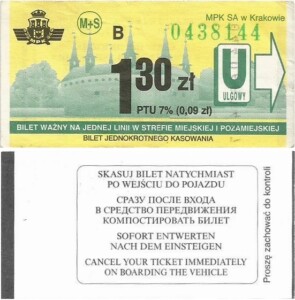 MPK SA w Krakowie
M+S
B
0438144
MPK
1 30 zł
PTU 7% (0,09 zł)
U
ULGOWY
BILET WAŻNY NA JEDNEJ LINII W STREFIE MIEJSKIEJ I POZAMIEJSKIEJ
BILET JEDNOKROTNEGO KASOWANIA
SKASUJ BILET NATYCHMIAST
PO WEJŚCIU DO POJAZDU
СРАЗУ ПОСЛЕ ВХОДА
В СРЕДСТВО ПЕРЕДВИЖЕНИЯ
КОМПОСТИРОВАТЬ БИЛЕТ
SOFORT ENTWERTEN
NACH DEM EINSTEIGEN
CANCEL YOUR TICKET IMMEDIATELY
ON BOARDING THE VEHICLE
Proszę zachować do kontroli